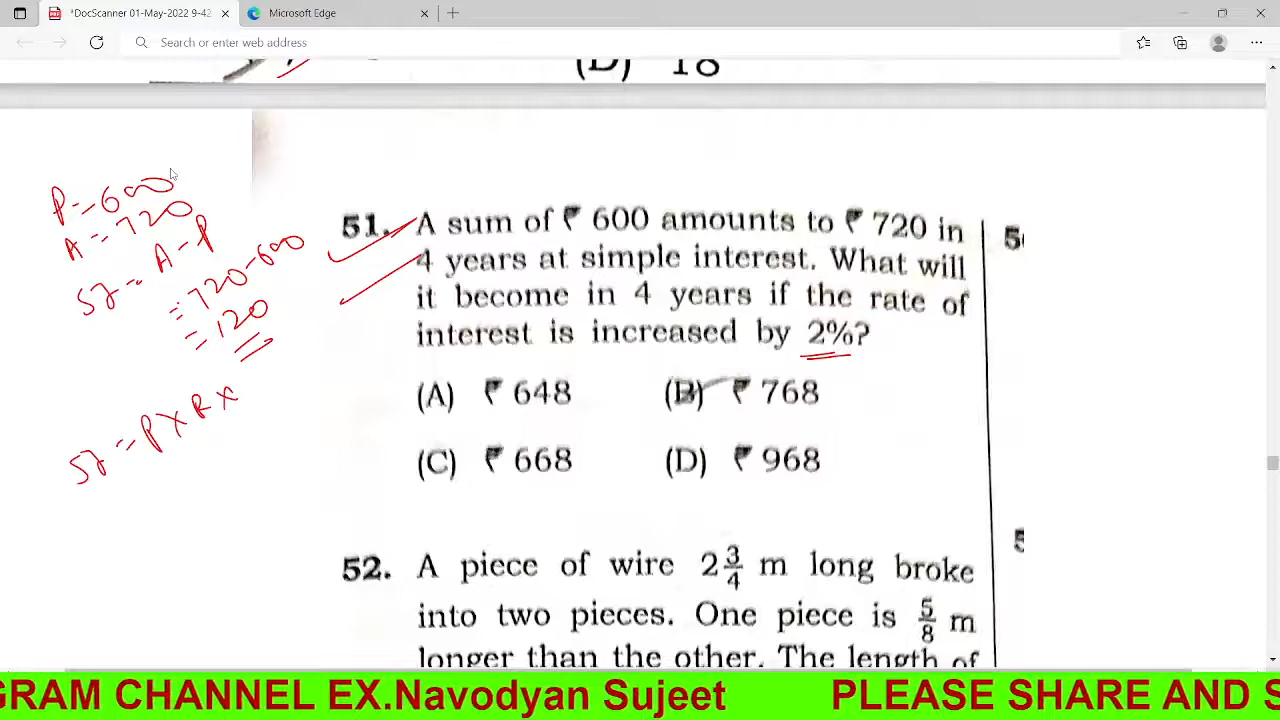 *DocScanner 01-May-2022 9-42
Microsoft Edge
Search or enter web address
(D) 18
P = 600
A = 720
SI = A - P
= 720 - 600
= 120
SI = P X R X
51. A sum of ₹ 600 amounts to ₹ 720 in
4 years at simple interest. What will
it become in 4 years if the rate of
interest is increased by 2%?
(A) ₹ 648 (B) ₹ 768
(C) ₹ 668 (D) ₹ 968
52. A piece of wire 2 3/4 m long broke
into two pieces. One piece is 5/8 m
longer than the other. The length of
GRAM CHANNEL EX.Navodyan Sujeet PLEASE SHARE AND S